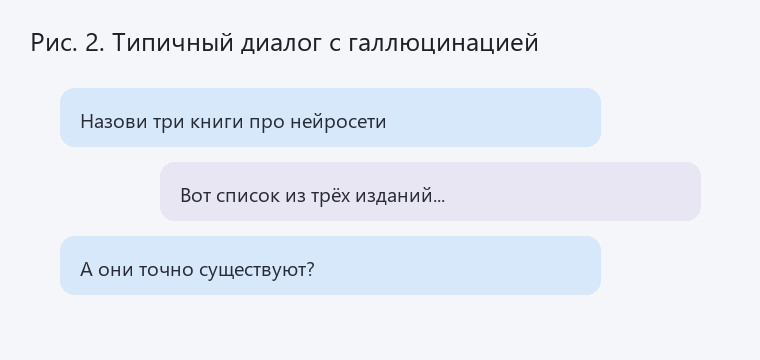 Рис. 2. Типичный диалог с галлюцинацией
Назови три книги про нейросети
Вот список из трёх изданий...
А они точно существуют?